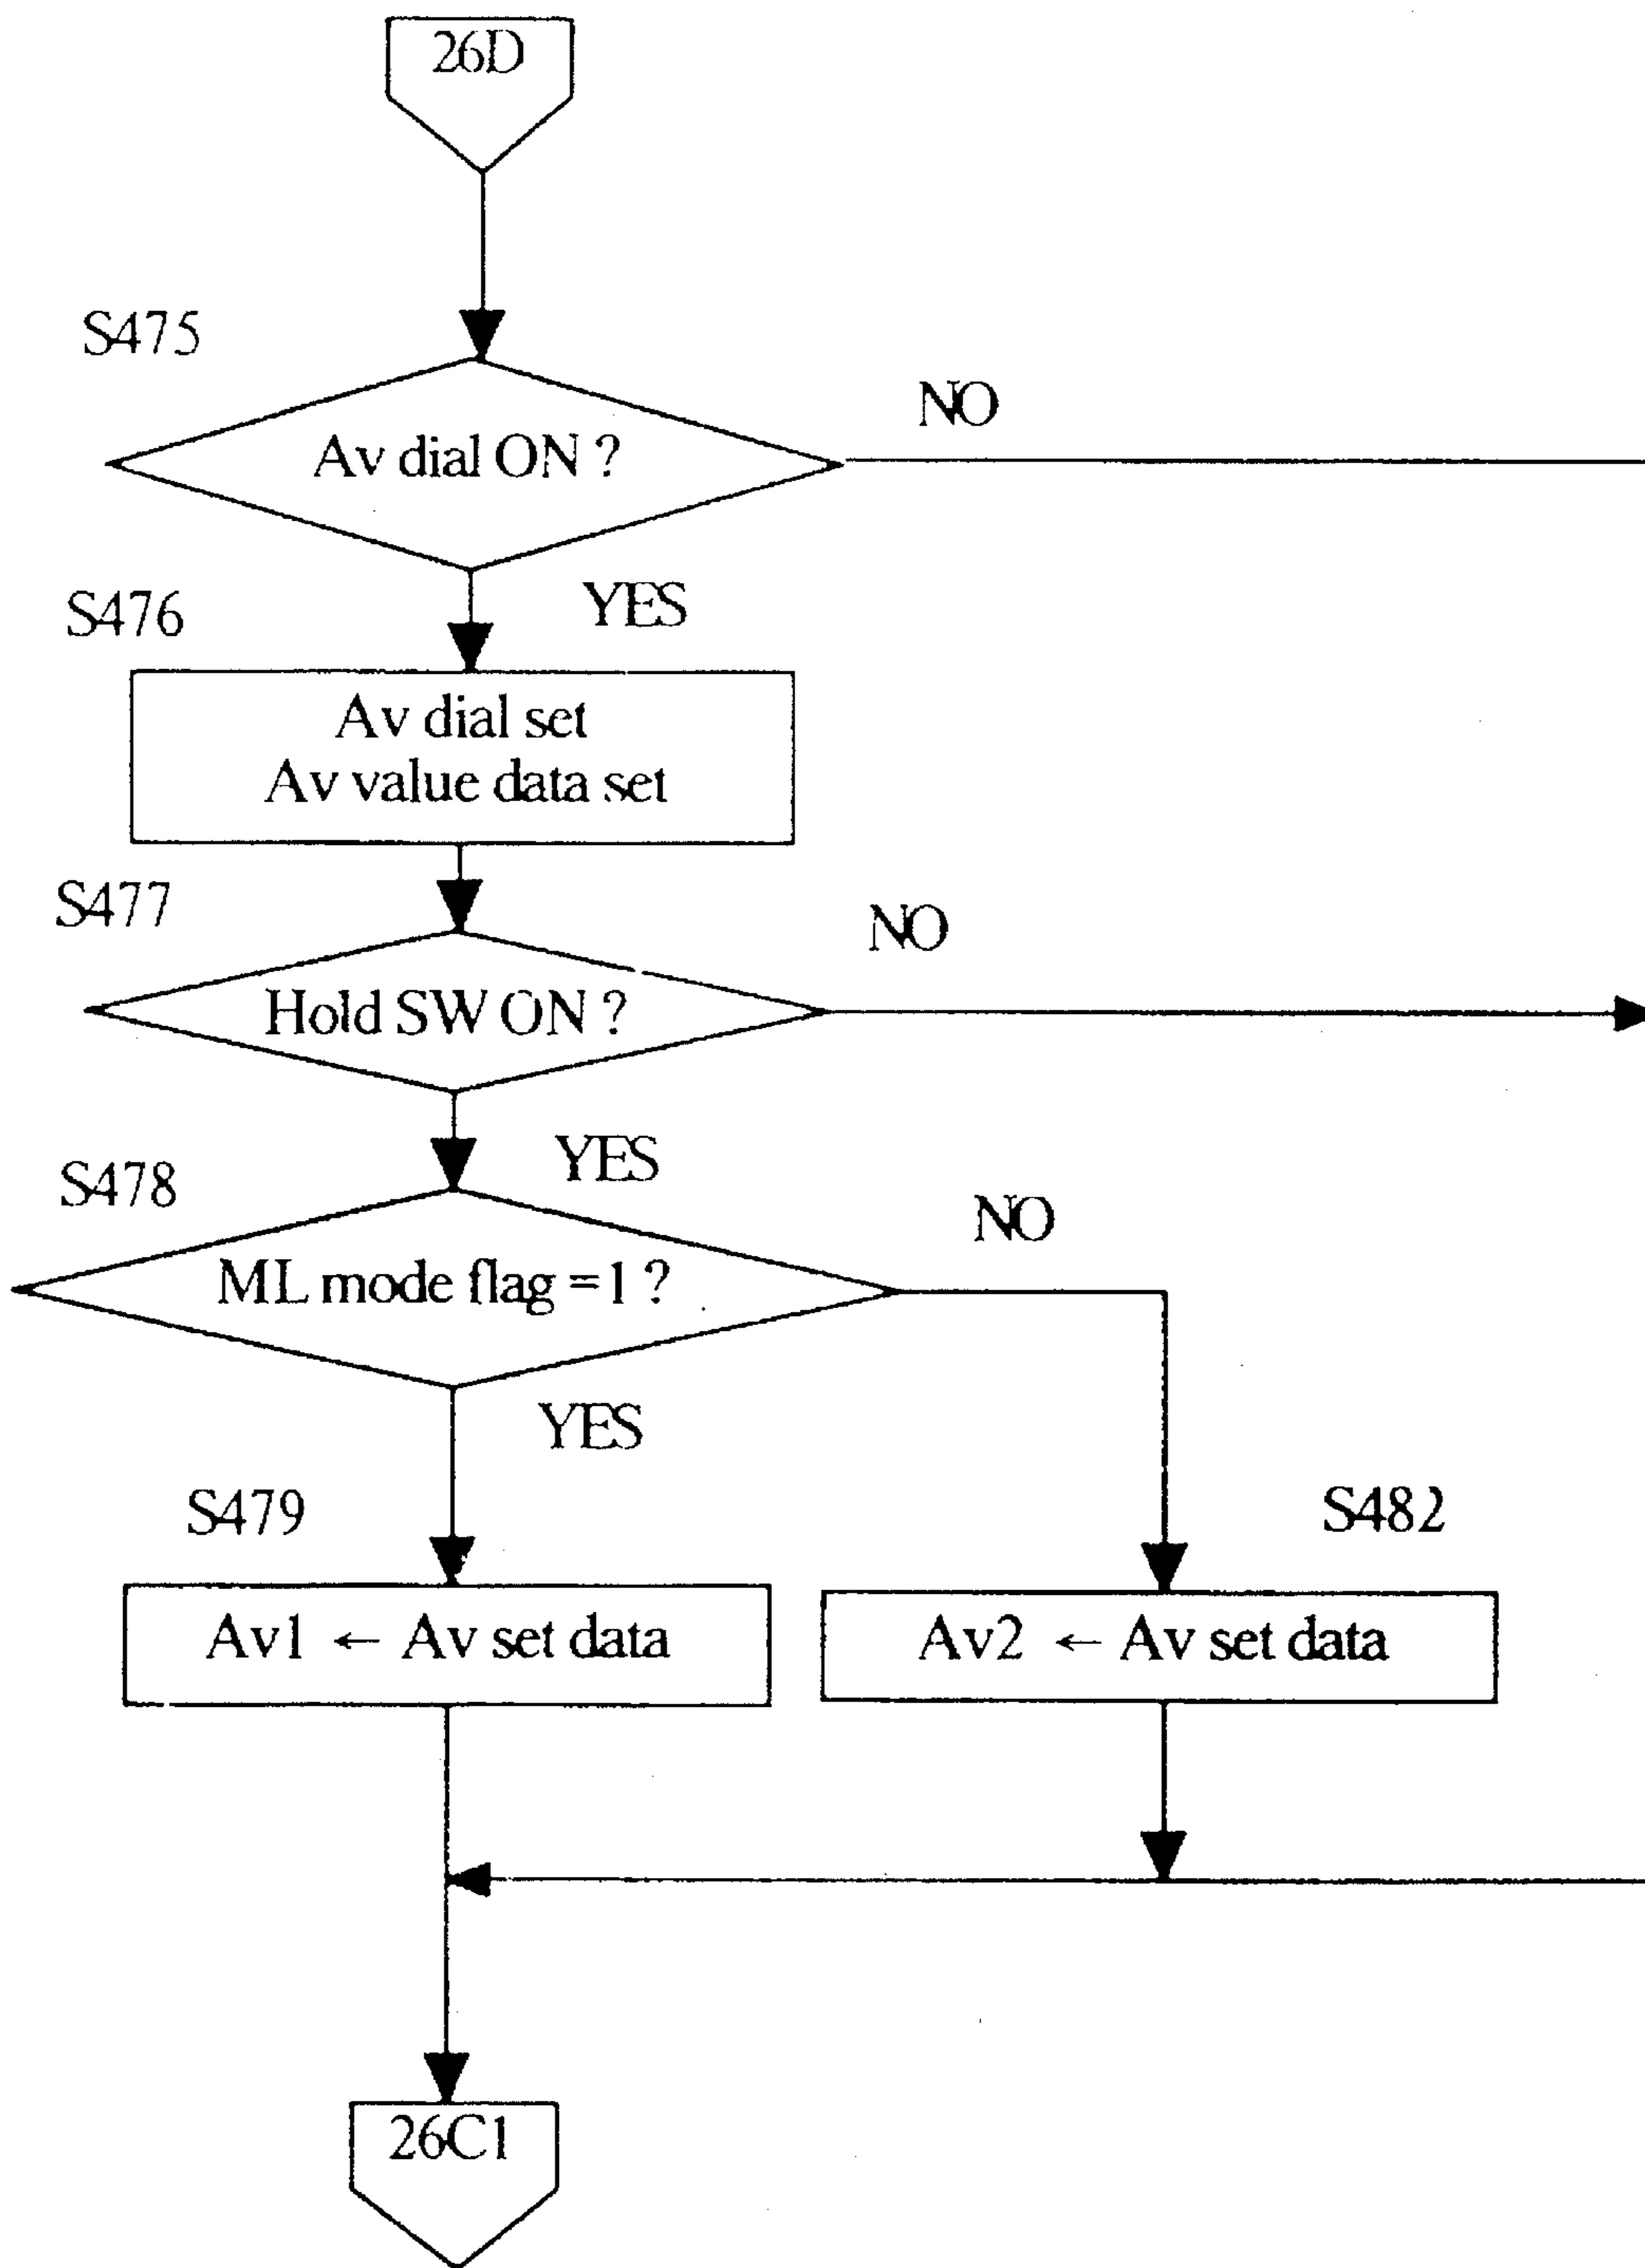 26D
S475
Av dial ON ?
NO
YES
S476
Av dial set
Av value data set
S477
Hold SW ON ?
NO
YES
S478
ML mode flag =1 ?
NO
YES
S479
Av1 ← Av set data
S482
Av2 ← Av set data
26C1